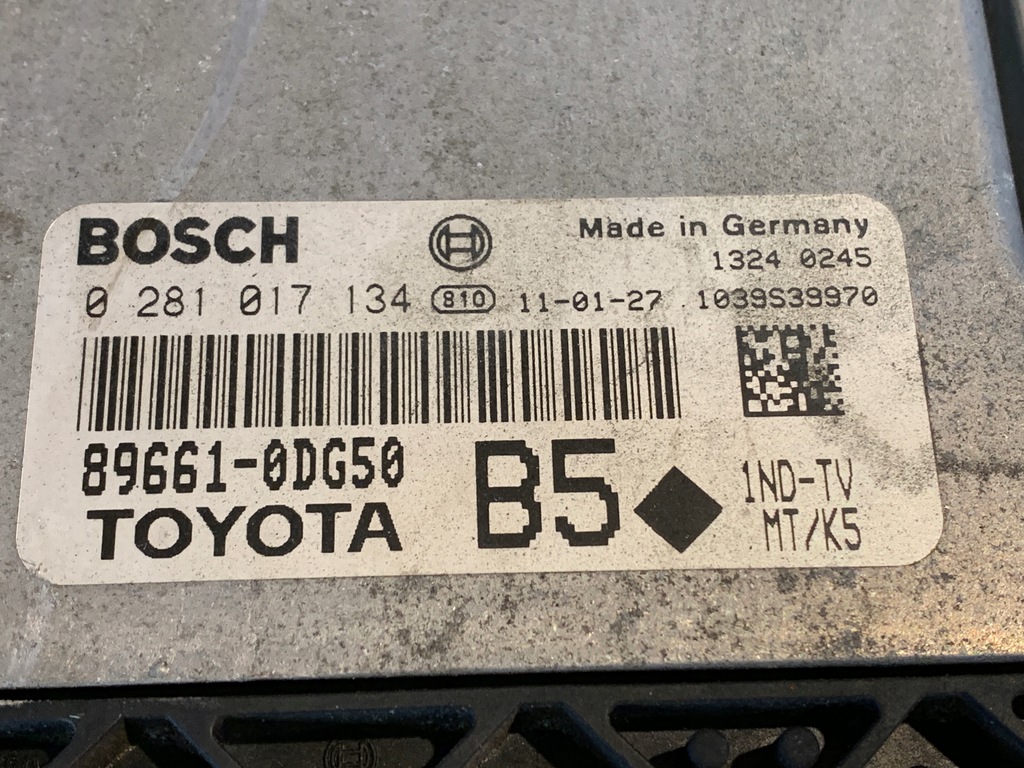 BOSCH
Made in Germany
1324 0245
0 281 017 134 810 11-01-27 1039S39970
89661-0DG50
TOYOTA
B5
1ND-TV
MT/K5